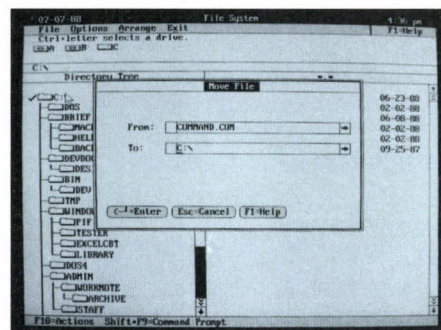 07-07-88 File System 4:36 pm
File Options Arrange Exit F1=Help
Ctrl+letter selects a drive.
A B C
C:\
Directory Tree *.*
Move File
From: COMMAND.COM
To: C:\
←┘=Enter Esc=Cancel F1=Help
C:\
DOS
BRIEF
DEVDOC
DES
BIN
DEV
TMP
PIF
TESTER
EXCELCBT
LIBRARY
DOS4
ADMIN
WORKNOTE
ARCHIVE
STAFF
06-23-88
02-02-88
06-08-88
02-02-88
02-02-88
09-25-87
F10=Actions Shift+F9=Command Prompt